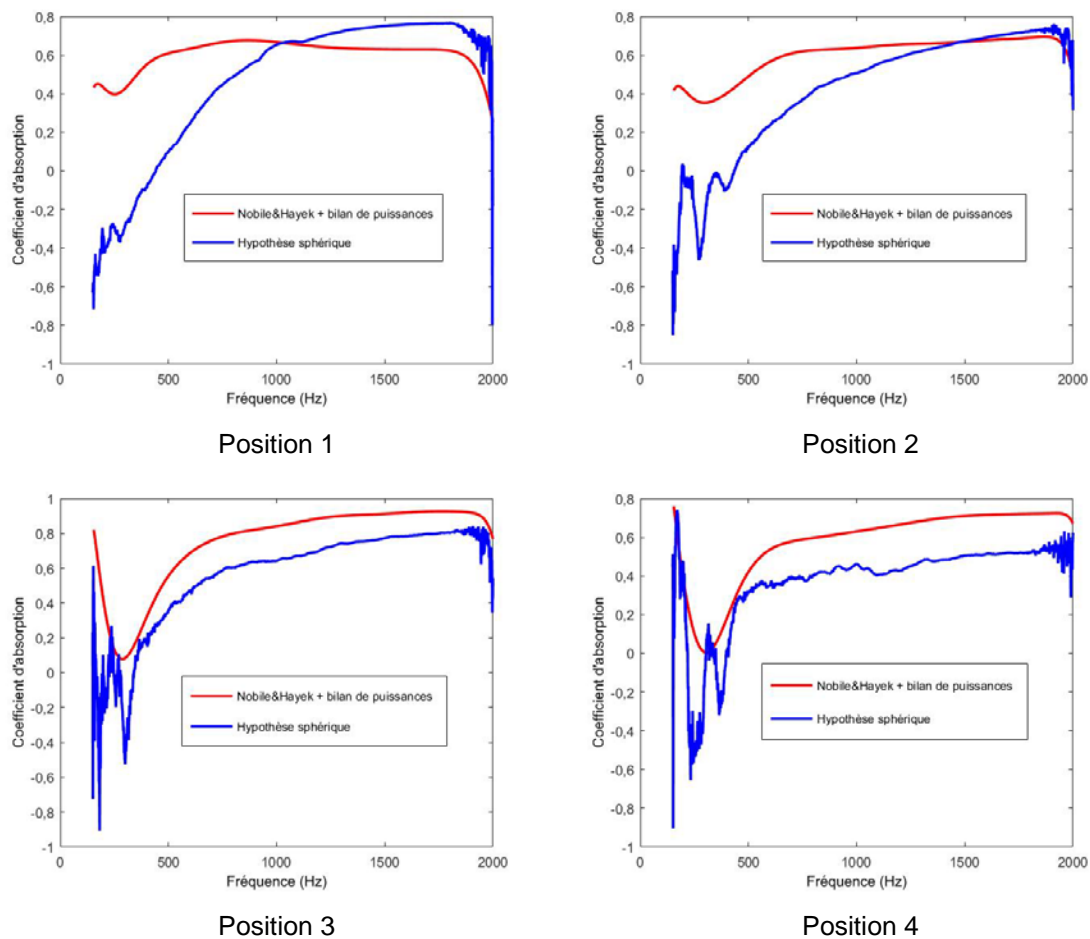 Coefficient d'absorption
0,8
0,6
0,4
0,2
0
-0,2
-0,4
-0,6
-0,8
-1
Nobile&Hayek + bilan de puissances
Hypothèse sphérique
0 500 1000 1500 2000
Fréquence (Hz)
Position 1
Coefficient d'absorption
0,8
0,6
0,4
0,2
0
-0,2
-0,4
-0,6
-0,8
-1
Nobile&Hayek + bilan de puissances
Hypothèse sphérique
0 500 1000 1500 2000
Fréquence (Hz)
Position 2
Coefficient d'absorption
1
0,8
0,6
0,4
0,2
0
-0,2
-0,4
-0,6
-0,8
-1
Nobile&Hayek + bilan de puissances
Hypothèse sphérique
0 500 1000 1500 2000
Fréquence (Hz)
Position 3
Coefficient d'absorption
0,8
0,6
0,4
0,2
0
-0,2
-0,4
-0,6
-0,8
-1
Nobile&Hayek + bilan de puissances
Hypothèse sphérique
0 500 1000 1500 2000
Fréquence (Hz)
Position 4